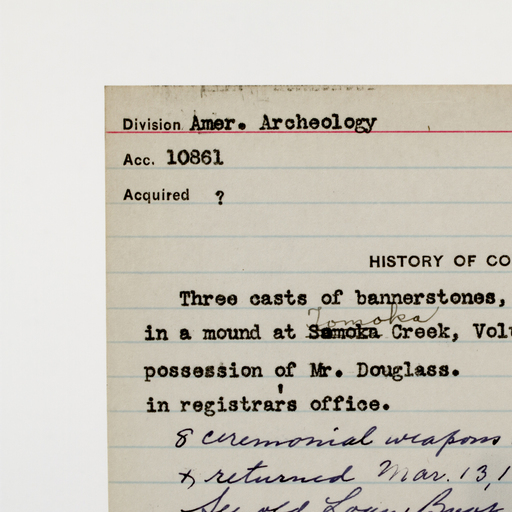 Division Amer. Archeology
Acc. 10861
Acquired ?
HISTORY OF CO
Three casts of bannerstones,
Tomoka
in a mound at Samoka Creek, Volu
possession of Mr. Douglass.
in registrar's office.
8 ceremonial weapons
& returned Mar. 13, 1
See old Loan Book